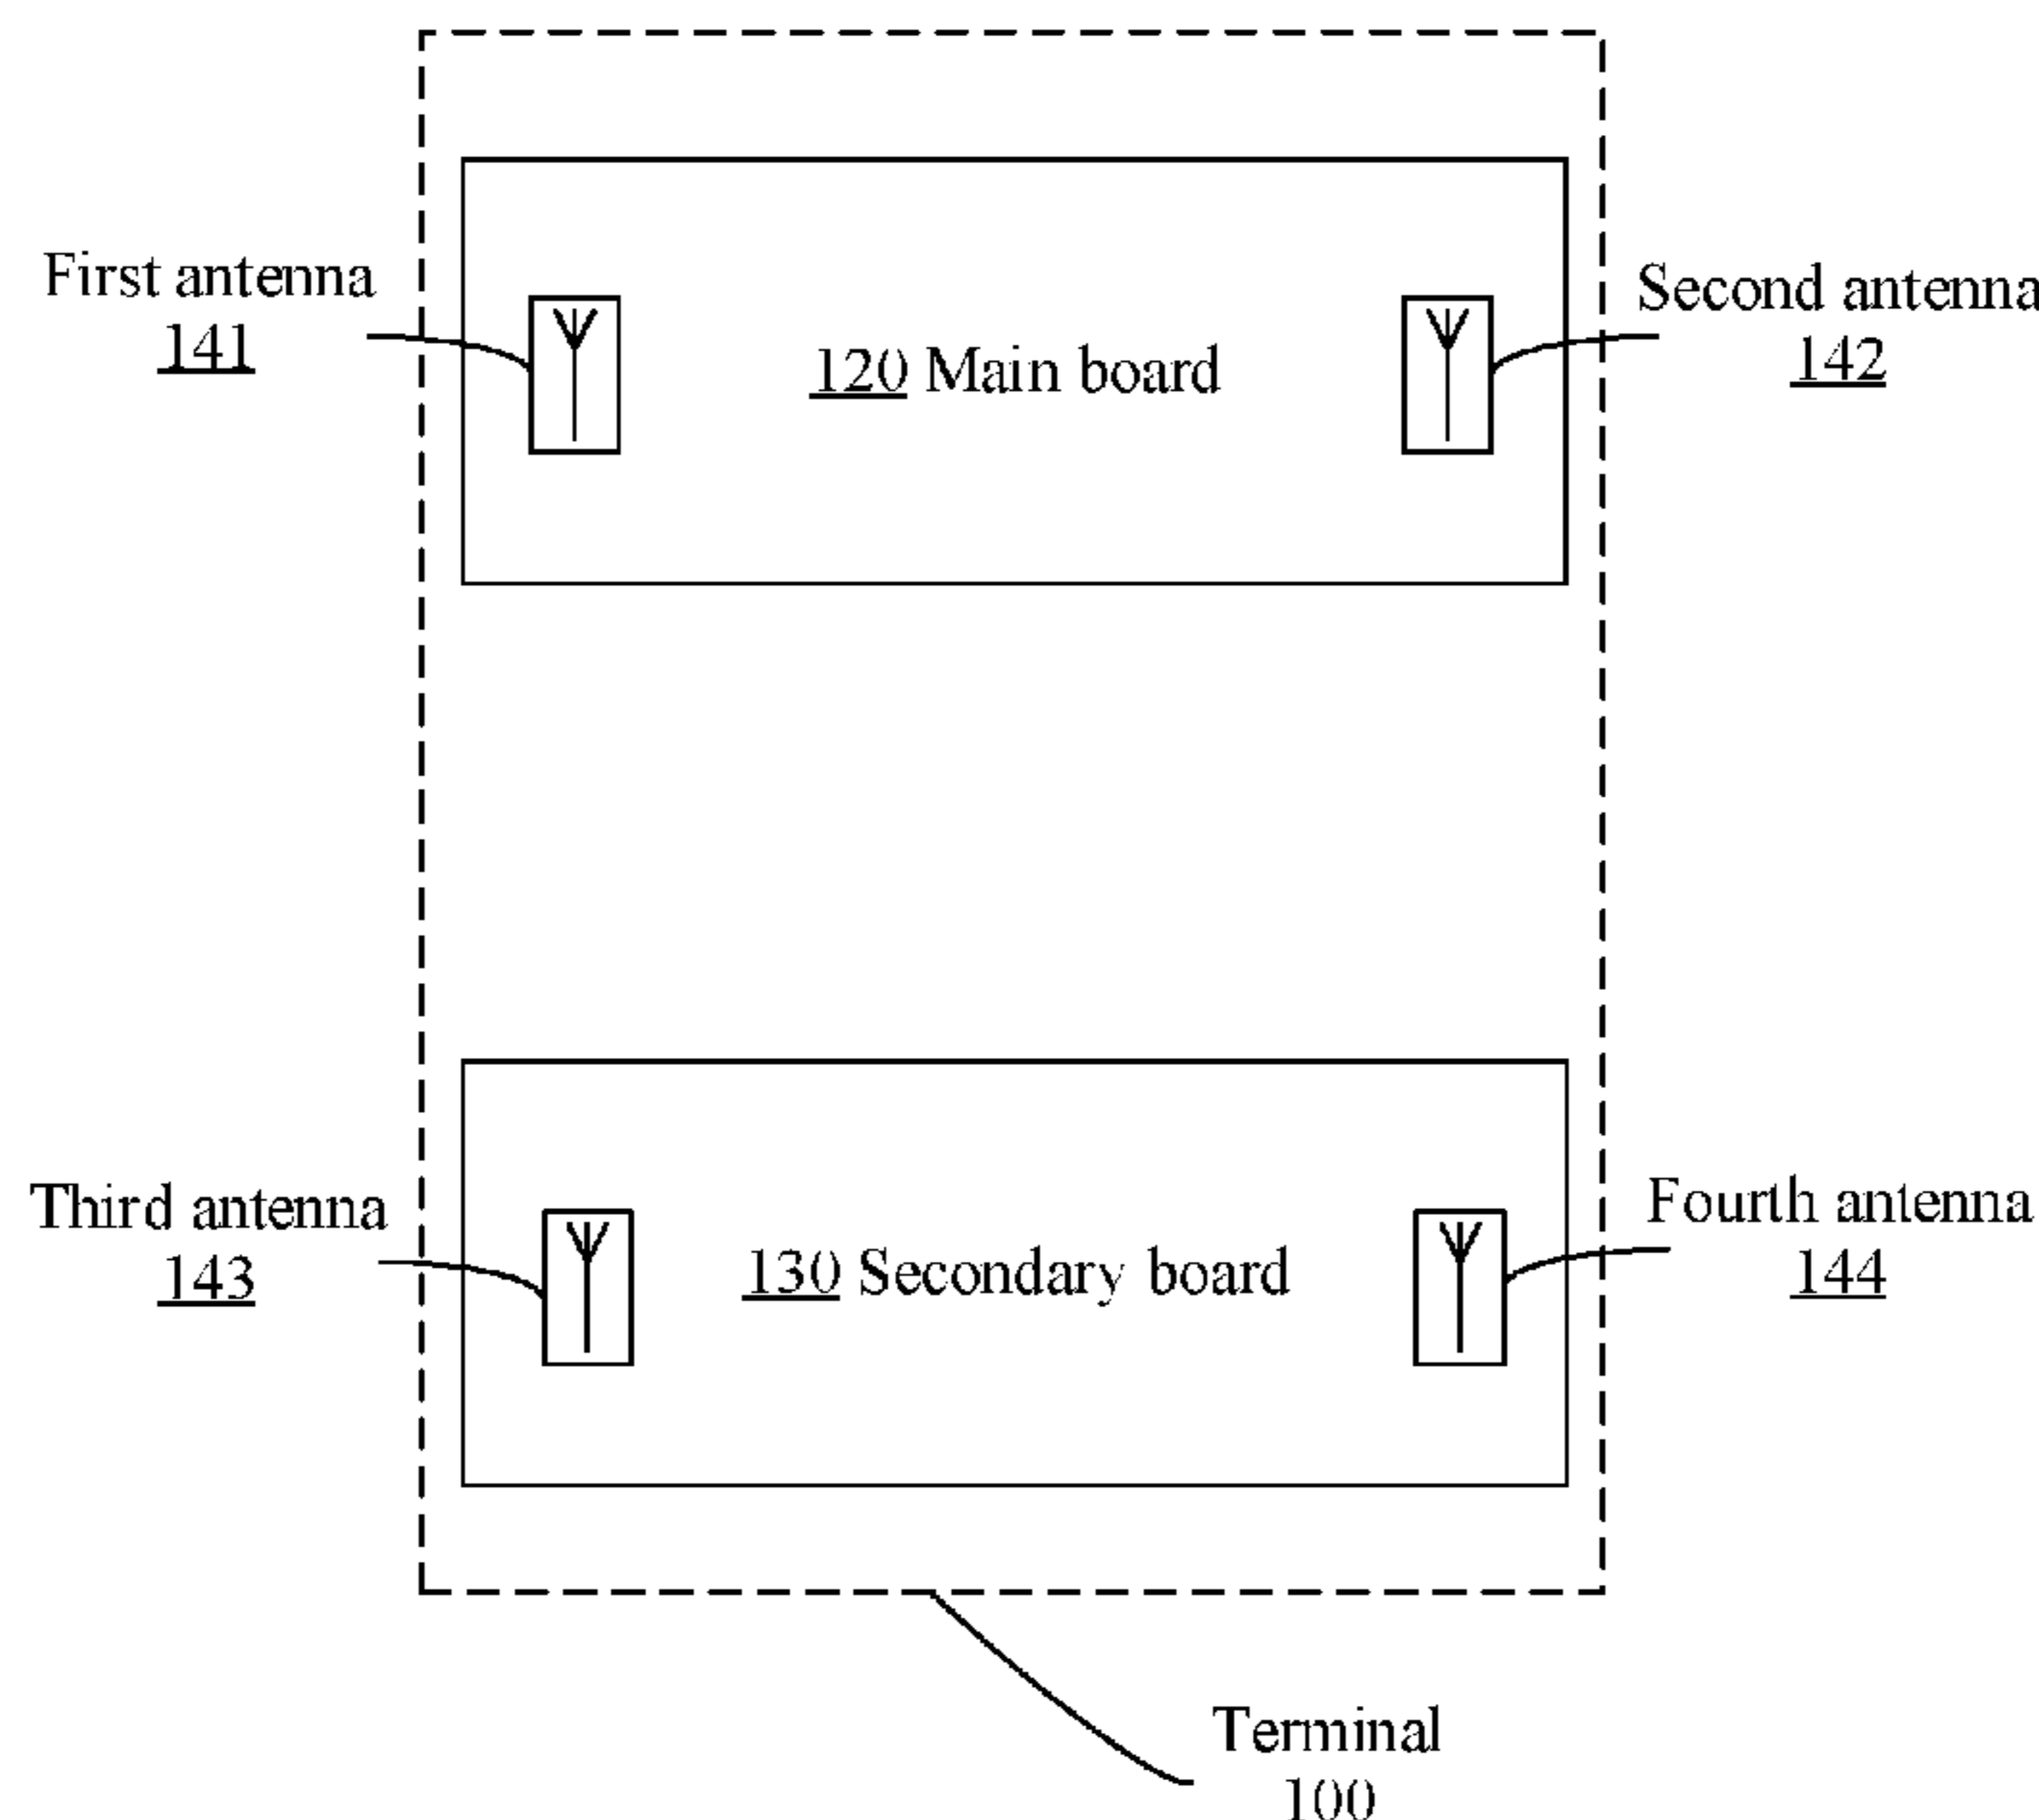 First antenna
141
Second antenna
142
120 Main board
Third antenna
143
Fourth antenna
144
130 Secondary board
Terminal
100